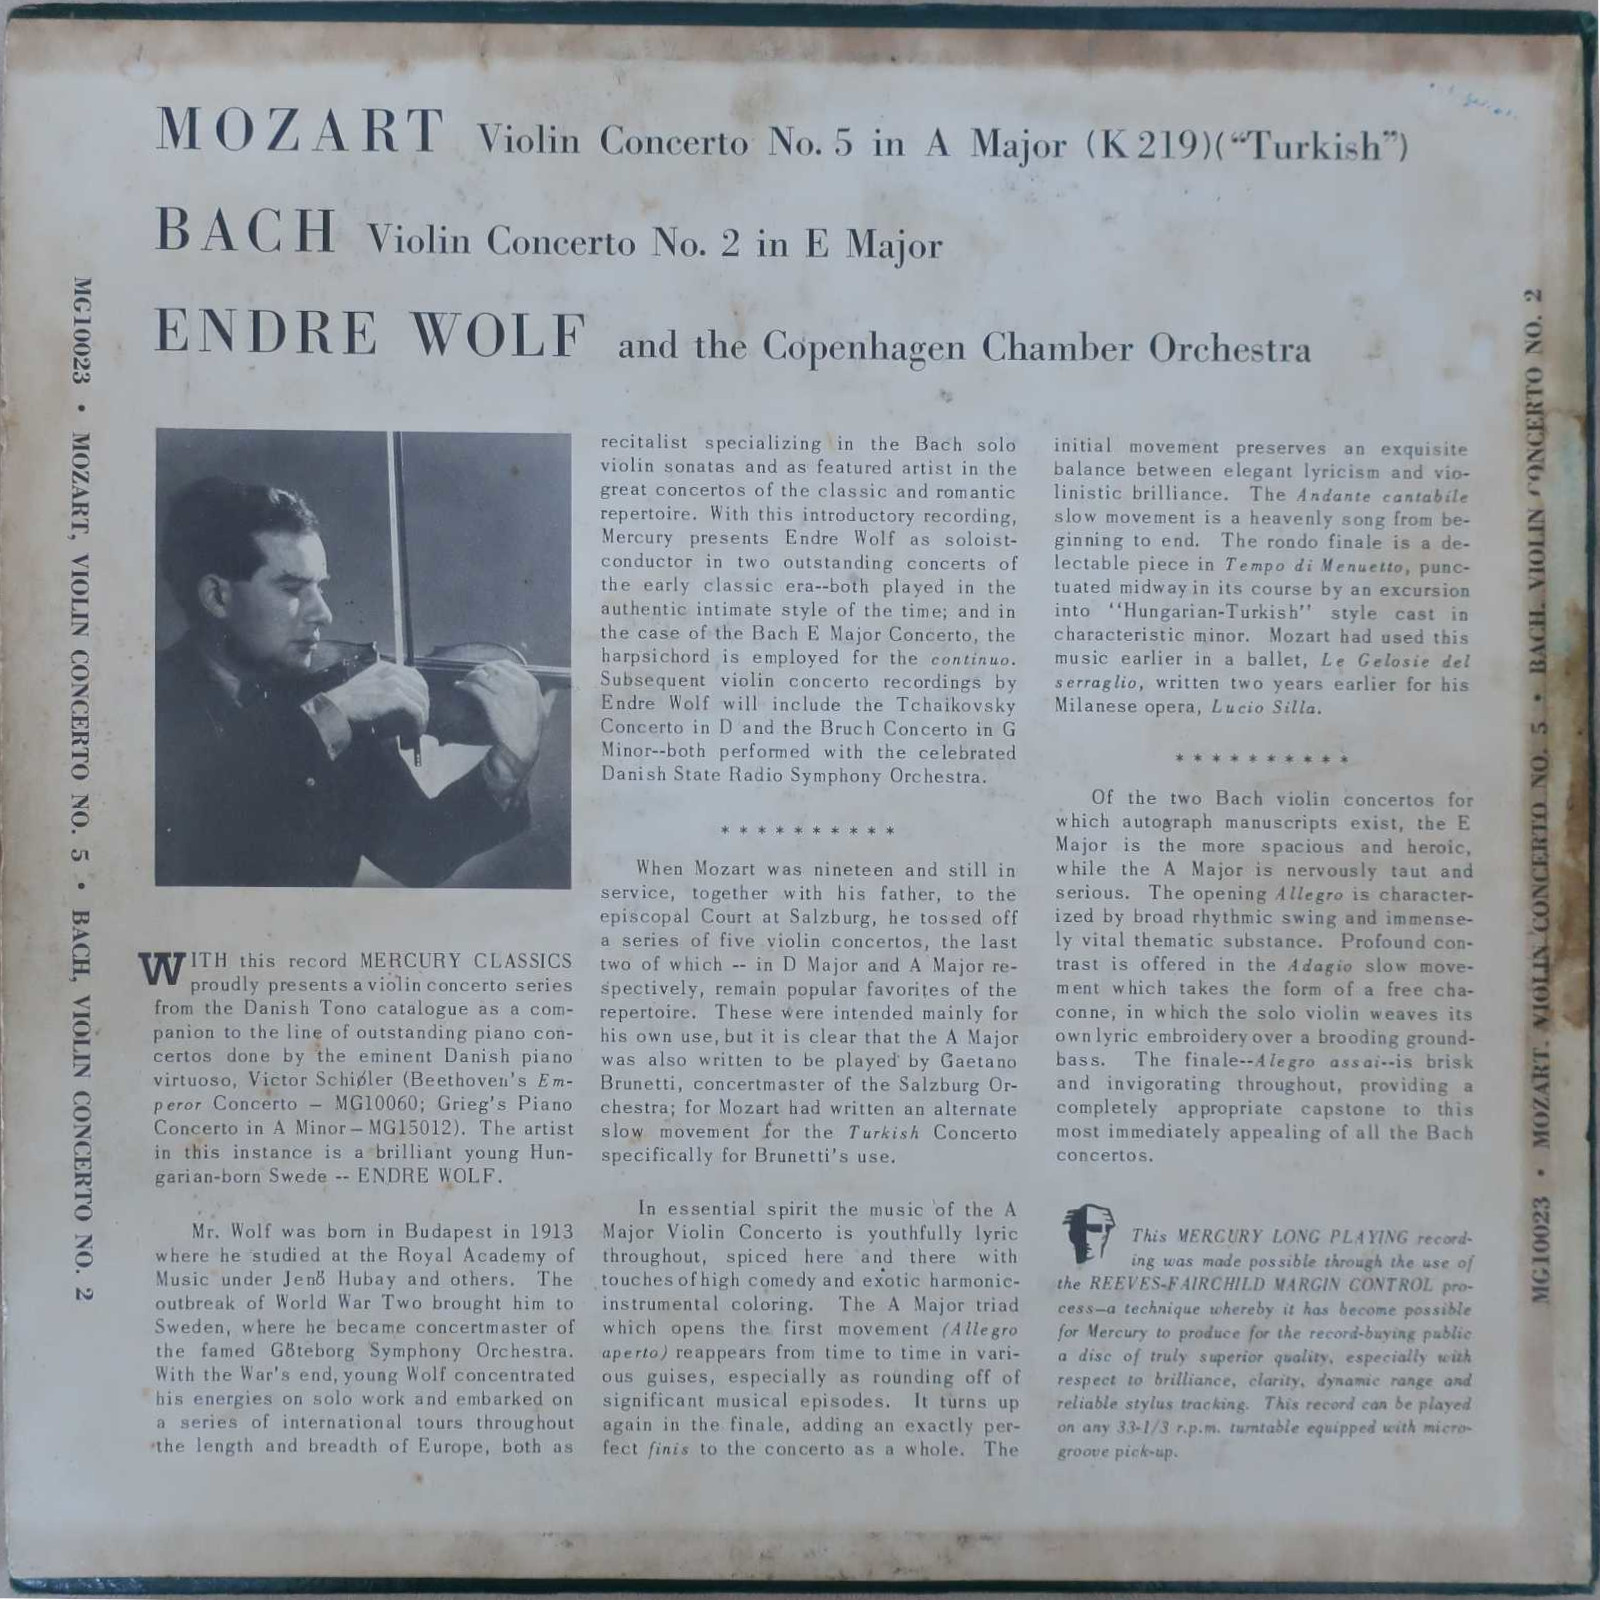 MOZART Violin Concerto No. 5 in A Major (K 219)(“Turkish”)
BACH Violin Concerto No. 2 in E Major
ENDRE WOLF and the Copenhagen Chamber Orchestra
MG10023 • MOZART, VIOLIN CONCERTO NO. 5 • BACH, VIOLIN CONCERTO NO. 2
WITH this record MERCURY CLASSICS
proudly presents a violin concerto series
from the Danish Tono catalogue as a com-
panion to the line of outstanding piano con-
certos done by the eminent Danish piano
virtuoso, Victor Schiøler (Beethoven's Em-
peror Concerto – MG10060; Grieg's Piano
Concerto in A Minor – MG15012). The artist
in this instance is a brilliant young Hun-
garian-born Swede -- ENDRE WOLF.
Mr. Wolf was born in Budapest in 1913
where he studied at the Royal Academy of
Music under Jenö Hubay and others. The
outbreak of World War Two brought him to
Sweden, where he became concertmaster of
the famed Göteborg Symphony Orchestra.
With the War's end, young Wolf concentrated
his energies on solo work and embarked on
a series of international tours throughout
the length and breadth of Europe, both as
recitalist specializing in the Bach solo
violin sonatas and as featured artist in the
great concertos of the classic and romantic
repertoire. With this introductory recording,
Mercury presents Endre Wolf as soloist-
conductor in two outstanding concerts of
the early classic era--both played in the
authentic intimate style of the time; and in
the case of the Bach E Major Concerto, the
harpsichord is employed for the continuo.
Subsequent violin concerto recordings by
Endre Wolf will include the Tchaikovsky
Concerto in D and the Bruch Concerto in G
Minor--both performed with the celebrated
Danish State Radio Symphony Orchestra.
* * * * * * * * * *
When Mozart was nineteen and still in
service, together with his father, to the
episcopal Court at Salzburg, he tossed off
a series of five violin concertos, the last
two of which -- in D Major and A Major re-
spectively, remain popular favorites of the
repertoire. These were intended mainly for
his own use, but it is clear that the A Major
was also written to be played by Gaetano
Brunetti, concertmaster of the Salzburg Or-
chestra; for Mozart had written an alternate
slow movement for the Turkish Concerto
specifically for Brunetti's use.
In essential spirit the music of the A
Major Violin Concerto is youthfully lyric
throughout, spiced here and there with
touches of high comedy and exotic harmonic-
instrumental coloring. The A Major triad
which opens the first movement (Allegro
aperto) reappears from time to time in vari-
ous guises, especially as rounding off of
significant musical episodes. It turns up
again in the finale, adding an exactly per-
fect finis to the concerto as a whole. The
initial movement preserves an exquisite
balance between elegant lyricism and vio-
linistic brilliance. The Andante cantabile
slow movement is a heavenly song from be-
ginning to end. The rondo finale is a de-
lectable piece in Tempo di Menuetto, punc-
tuated midway in its course by an excursion
into ''Hungarian-Turkish'' style cast in
characteristic minor. Mozart had used this
music earlier in a ballet, Le Gelosie del
serraglio, written two years earlier for his
Milanese opera, Lucio Silla.
* * * * * * * * * *
Of the two Bach violin concertos for
which autograph manuscripts exist, the E
Major is the more spacious and heroic,
while the A Major is nervously taut and
serious. The opening Allegro is character-
ized by broad rhythmic swing and immense-
ly vital thematic substance. Profound con-
trast is offered in the Adagio slow move-
ment which takes the form of a free cha-
conne, in which the solo violin weaves its
own lyric embroidery over a brooding ground-
bass. The finale--Alegro assai--is brisk
and invigorating throughout, providing a
completely appropriate capstone to this
most immediately appealing of all the Bach
concertos.
This MERCURY LONG PLAYING record-
ing was made possible through the use of
the REEVES-FAIRCHILD MARGIN CONTROL pro-
cess—a technique whereby it has become possible
for Mercury to produce for the record-buying public
a disc of truly superior quality, especially with
respect to brilliance, clarity, dynamic range and
reliable stylus tracking. This record can be played
on any 33-1/3 r.p.m. turntable equipped with micro-
groove pick-up.
MG10023 • MOZART, VIOLIN CONCERTO NO. 5 • BACH, VIOLIN CONCERTO NO. 2